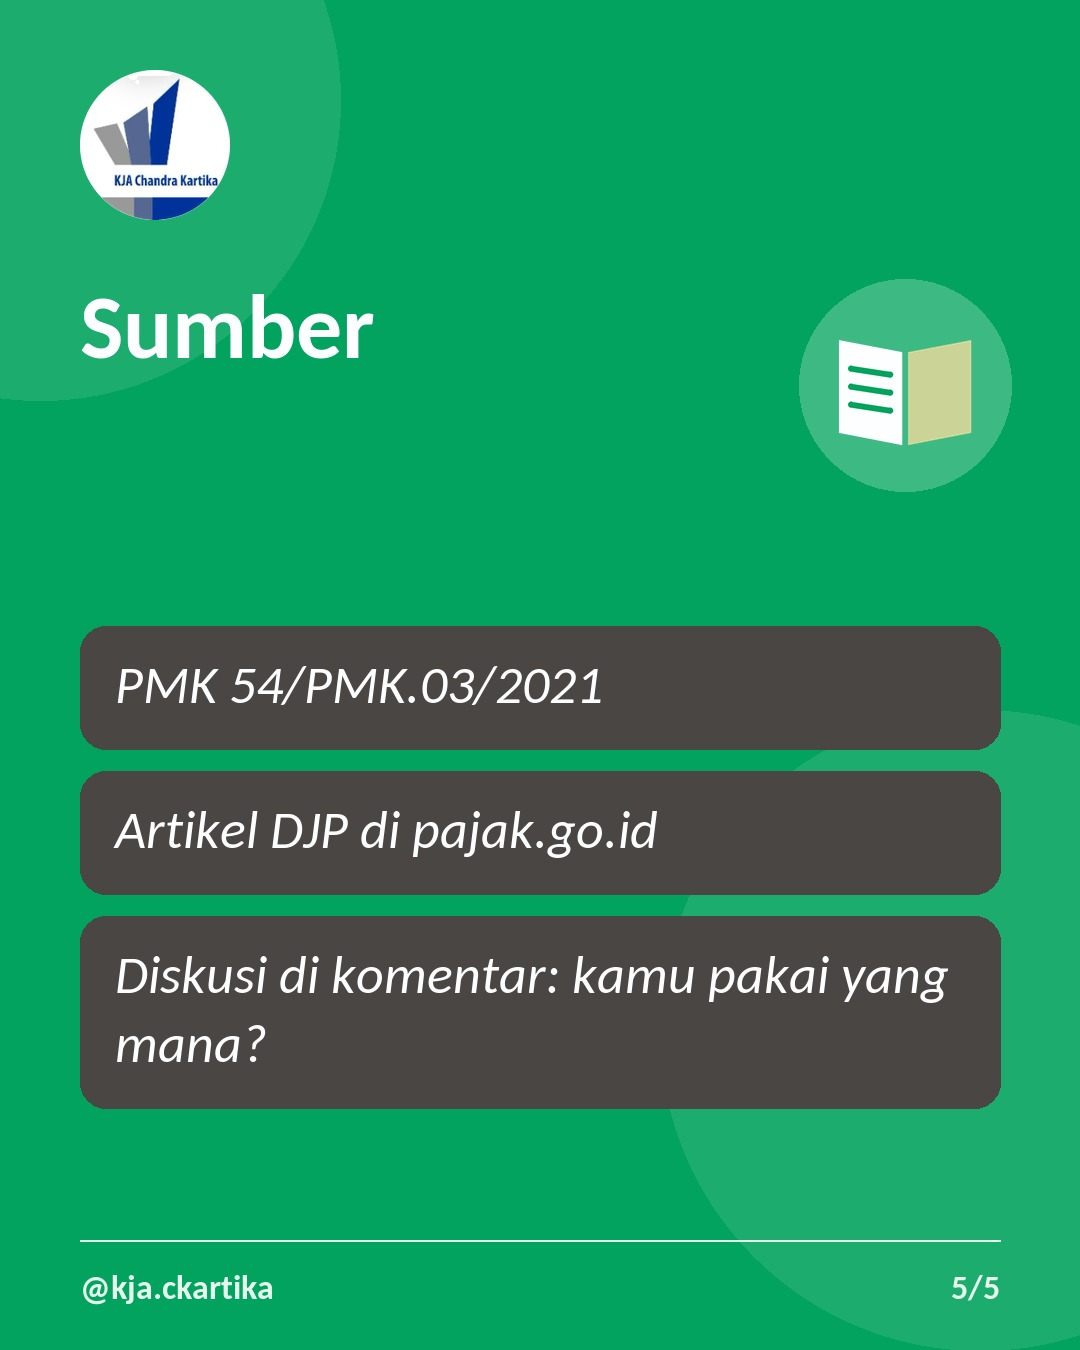 KJA Chandra Kartika
Sumber
PMK 54/PMK.03/2021
Artikel DJP di pajak.go.id
Diskusi di komentar: kamu pakai yang
mana?
@kja.ckartika
5/5